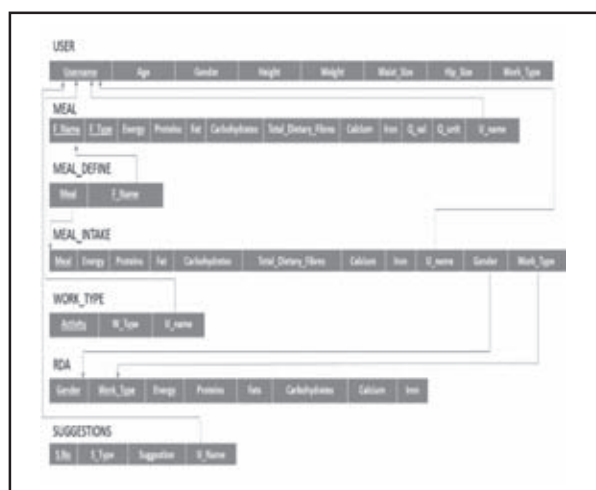 USER
Username Age Gender Height Weight Waist_Size Hip_Size Work_Type
MEAL
F_Name F_Type Energy Proteins Fat Carbohydrates Total_Dietary_Fibres Calcium Iron Q_val Q_unit U_name
MEAL_DEFINE
Meal F_Name
MEAL_INTAKE
Meal Energy Proteins Fat Carbohydrates Total_Dietary_Fibres Calcium Iron U_name Gender Work_Type
WORK_TYPE
Activity W_Type U_name
RDA
Gender Work_Type Energy Proteins Fats Carbohydrates Calcium Iron
SUGGESTIONS
S.No S_Type Suggestion U_Name